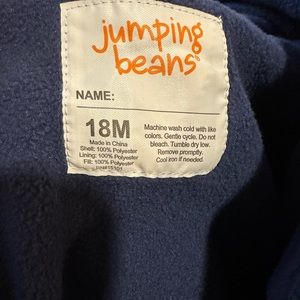 jumping
beans
NAME:
18M
Made in China
Shell: 100% Polyester
Lining: 100% Polyester
Fill: 100% Polyester
Machine wash cold with like
colors. Gentle cycle. Do not
bleach. Tumble dry low.
Remove promptly.
Cool iron if needed.